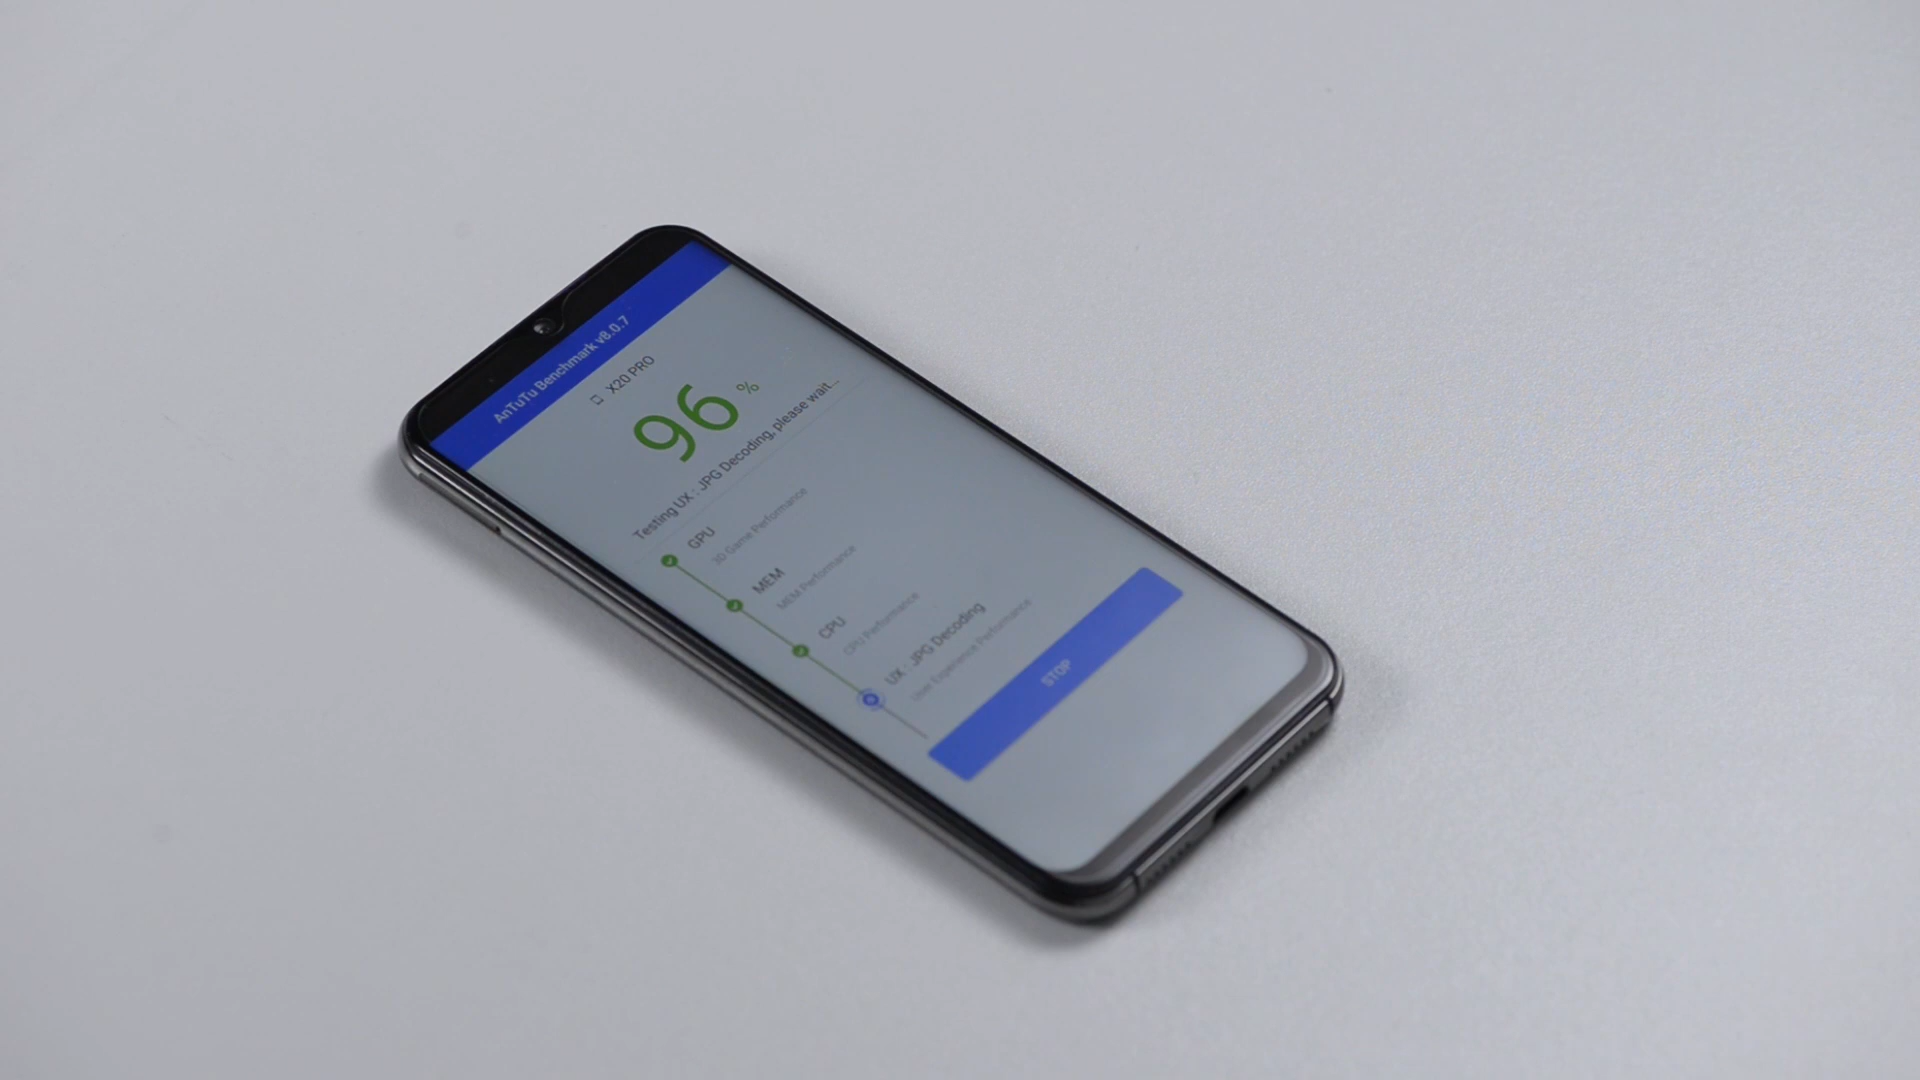 AnTuTu Benchmark v8.0.7
X20 PRO
96 %
Testing UX : JPG Decoding, please wait...
GPU
3D Game Performance
MEM
MEM Performance
CPU
CPU Performance
UX : JPG Decoding
User Experience Performance
STOP